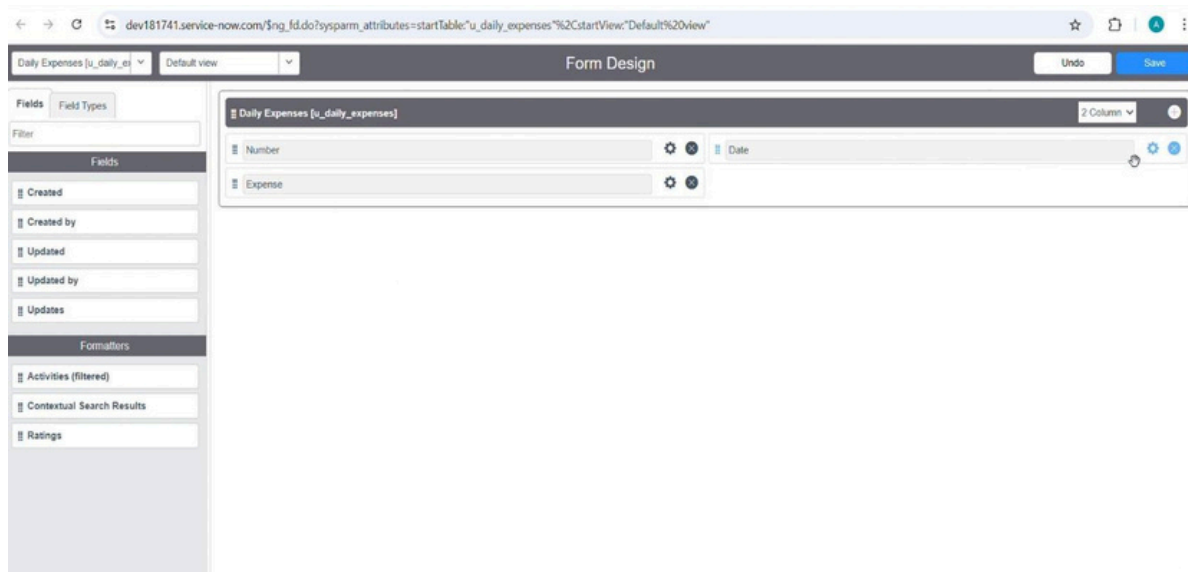 dev181741.service-now.com/$ng_fd.do?sysparm_attributes=startTable:"u_daily_expenses"%2CstartView:"Default%20view"
A
Daily Expenses [u_daily_ex
Default view
Form Design
Undo
Save
Fields
Field Types
Filter
Fields
Created
Created by
Updated
Updated by
Updates
Formatters
Activities (filtered)
Contextual Search Results
Ratings
Daily Expenses [u_daily_expenses]
2 Column
Number
Date
Expense